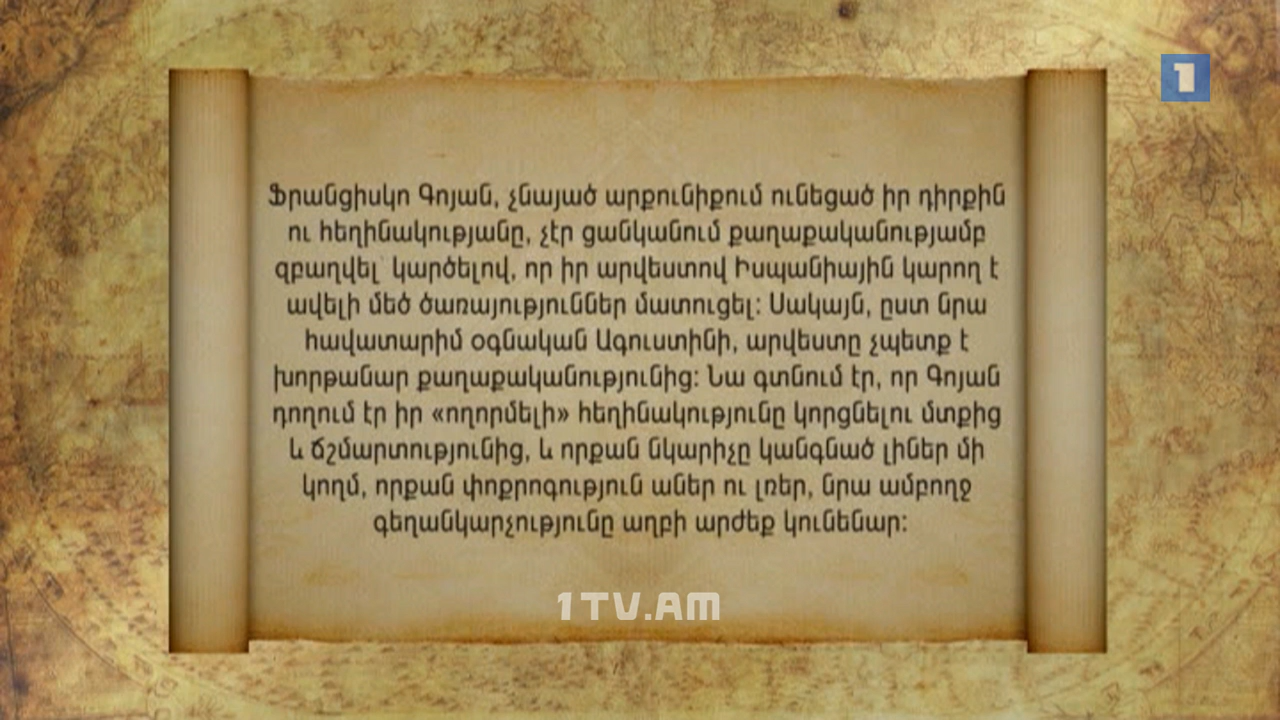 1
Ֆրանցիսկո Գոյան, չնայած արքունիքում ունեցած իր դիրքին
ու հեղինակությանը, չէր ցանկանում քաղաքականությամբ
զբաղվել՝ կարծելով, որ իր արվեստով Իսպանիային կարող է
ավելի մեծ ծառայություններ մատուցել: Սակայն, ըստ նրա
հավատարիմ օգնական Ագուստինի, արվեստը չպետք է
խորթանար քաղաքականությունից: Նա գտնում էր, որ Գոյան
դողում էր իր «ողորմելի» հեղինակությունը կորցնելու մտքից
և ճշմարտությունից, և որքան նկարիչը կանգնած լիներ մի
կողմ, որքան փոքրոգություն աներ ու լռեր, նրա ամբողջ
գեղանկարչությունը աղբի արժեք կունենար:
1TV.AM